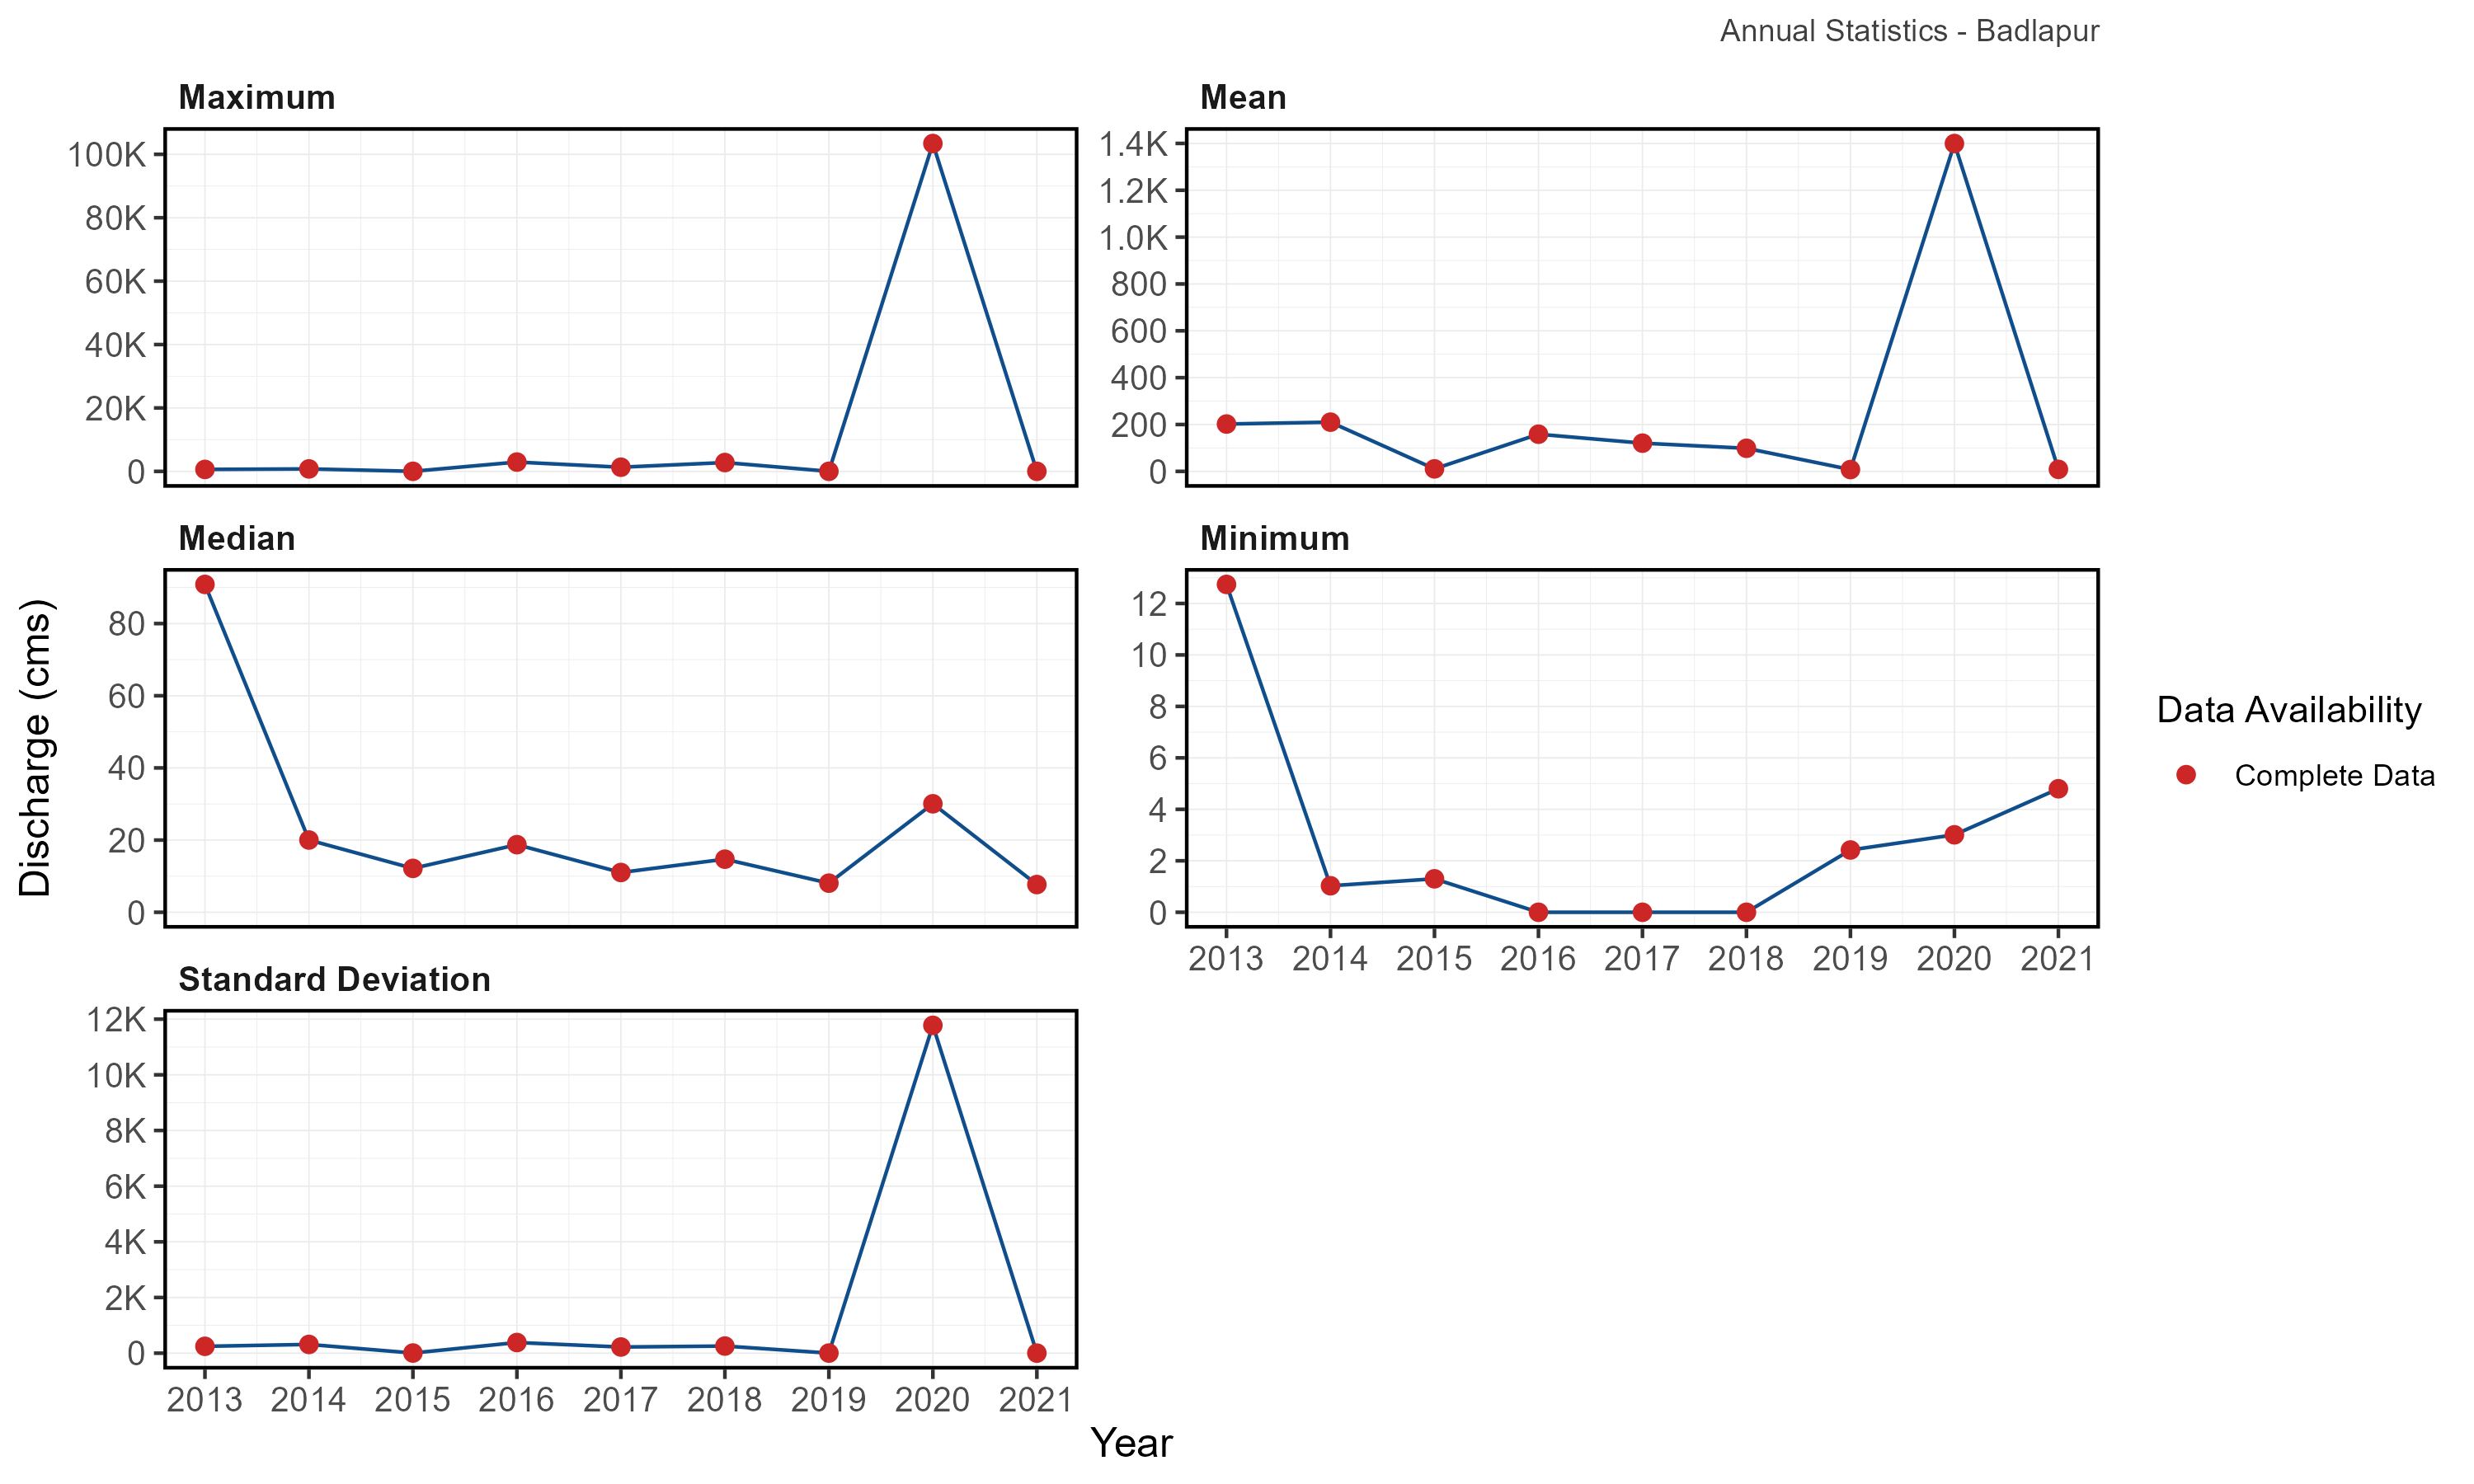 Annual Statistics - Badlapur
Maximum
100K
80K
60K
40K
20K
0
Mean
1.4K
1.2K
1.0K
800
600
400
200
0
Discharge (cms)
Median
80
60
40
20
0
Minimum
12
10
8
6
4
2
0
2013 2014 2015 2016 2017 2018 2019 2020 2021
Data Availability
Complete Data
Standard Deviation
12K
10K
8K
6K
4K
2K
0
2013 2014 2015 2016 2017 2018 2019 2020 2021
Year